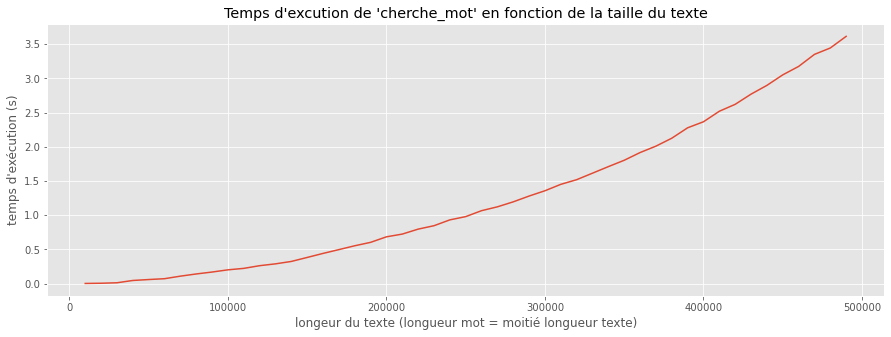 Temps d'excution de 'cherche_mot' en fonction de la taille du texte
temps d'exécution (s)
3.5
3.0
2.5
2.0
1.5
1.0
0.5
0.0
0 100000 200000 300000 400000 500000
longeur du texte (longueur mot = moitié longueur texte)